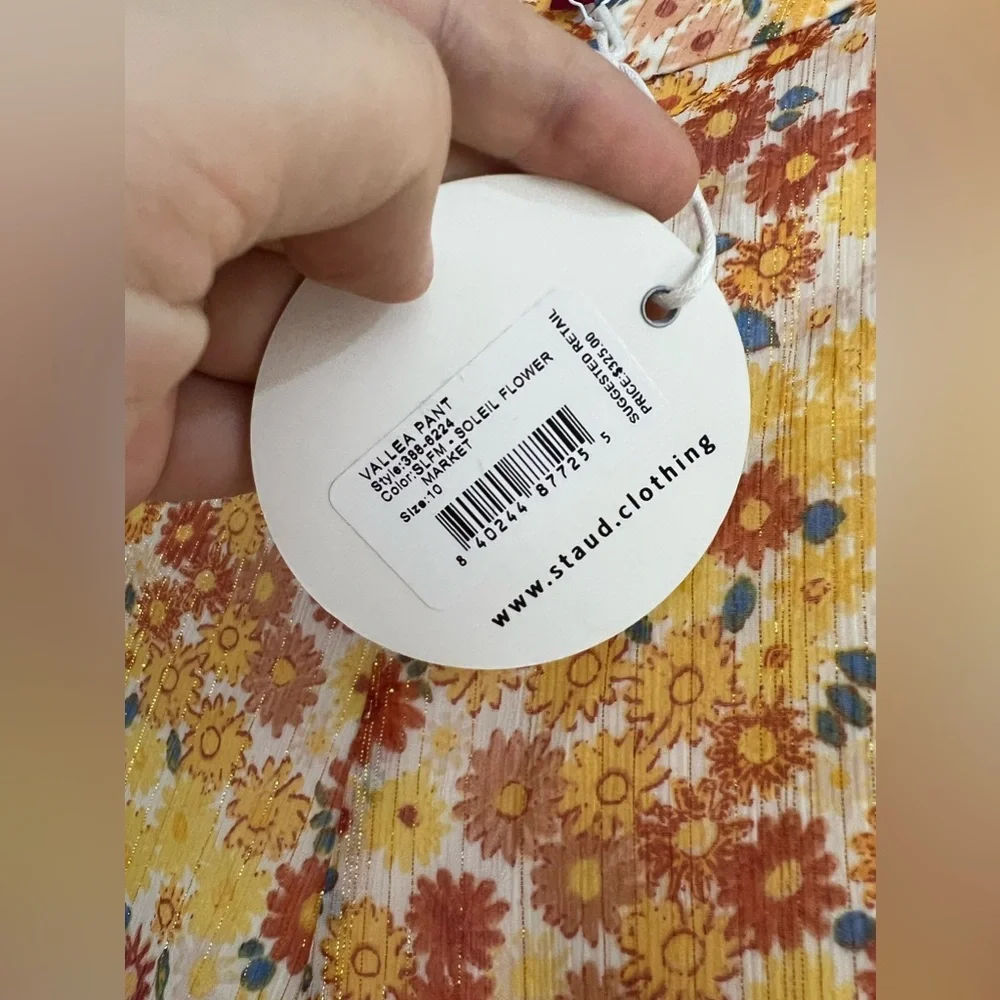 VALLEA PANT
Style:388-6224
Color:SLFM - SOLEIL FLOWER
MARKET
Size:10
8 40244 87725 5
SUGGESTED RETAIL
PRICE:$325.00
www.staud.clothing